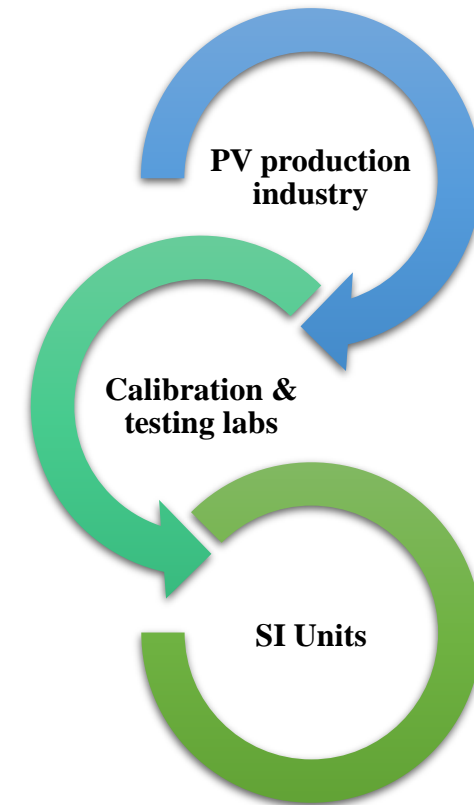 PV production
industry
Calibration &
testing labs
SI Units